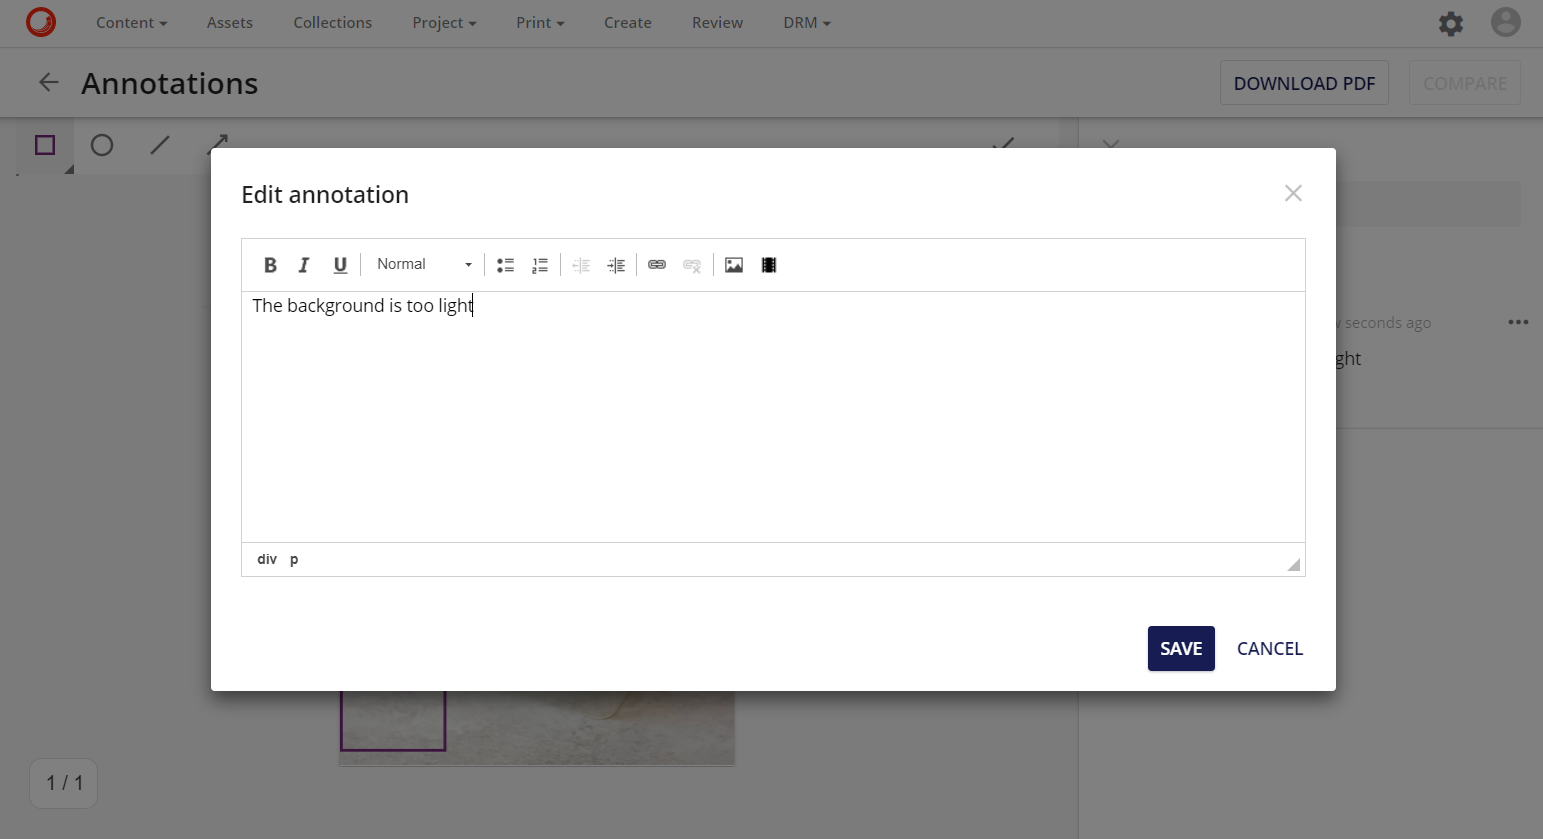 Content Assets Collections Project Print Create Review DRM
Annotations DOWNLOAD PDF COMPARE
Edit annotation
B I U Normal
The background is too light
seconds ago
div p
SAVE CANCEL
1 / 1